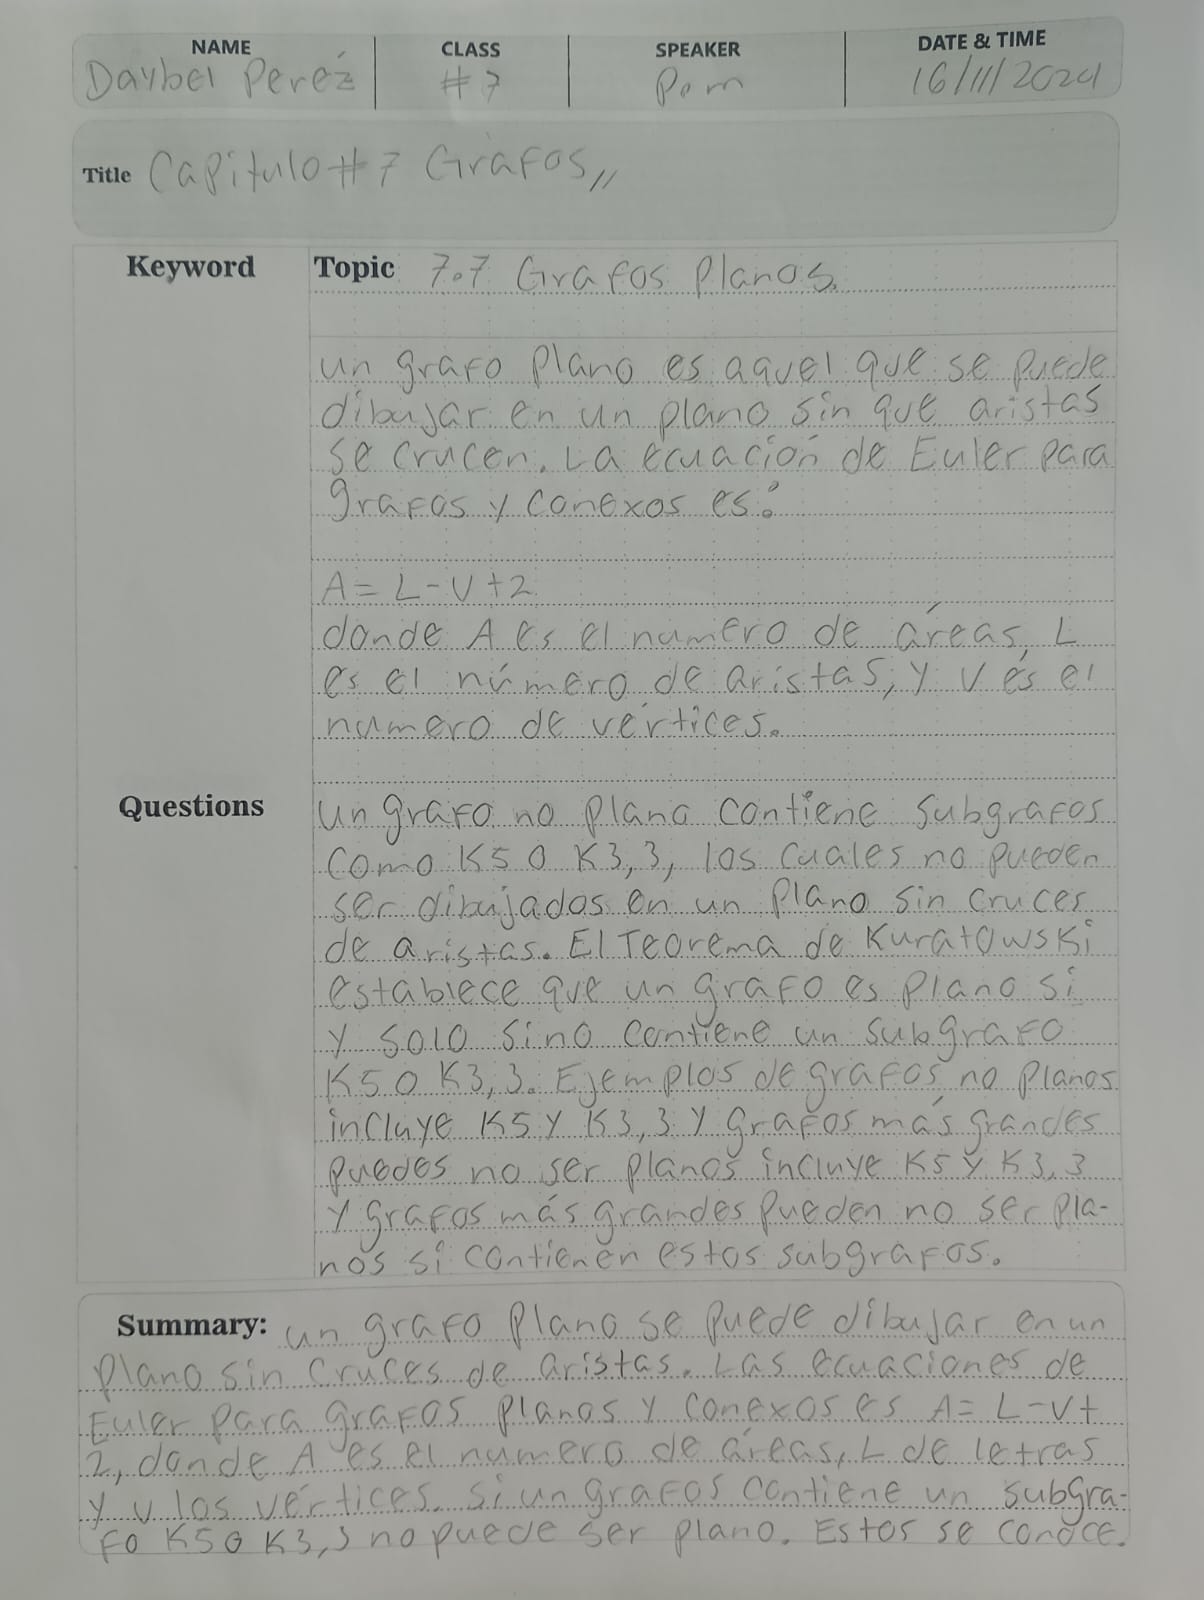 NAME CLASS SPEAKER DATE & TIME
Daybel Pereź #7 Pom 16/11/2024
Title Capitulo #7 Grafos,,
Keyword Topic 7.7 Grafos Planos.
un grafo plano es aquel que se puede
dibujar en un plano sin que aristas
se crucen. La ecuación de Euler para
grafos y conexos es:
A = L - V + 2
donde A es el numero de áreas, L
es el número de aristas, y V és el
numero de vértices.
Questions un grafo no plano contiene subgrafos
como K5 o K3,3, los cuales no pueden
ser dibujados en un plano sin cruces
de aristas. El Teorema de Kuratowski
establece que un grafo es plano si
y solo sino contiene un subgrafo
K5 o K3,3. Ejemplos de grafos no planos
incluye K5 y K3,3 y grafos más grandes
puedes no ser planos incluye K5 y K3,3
y grafos más grandes pueden no ser pla-
nos si contienen estos subgrafos.
Summary: un grafo plano se puede dibujar en un
plano sin cruces de aristas. Las ecuaciones de
Euler para grafos planos y conexos es A = L - V +
2, donde A es el numero de áreas, L de letras
y v los vértices. si un grafos contiene un subgra-
fo K5 o K3,3 no puede ser plano. Estos se conoce.